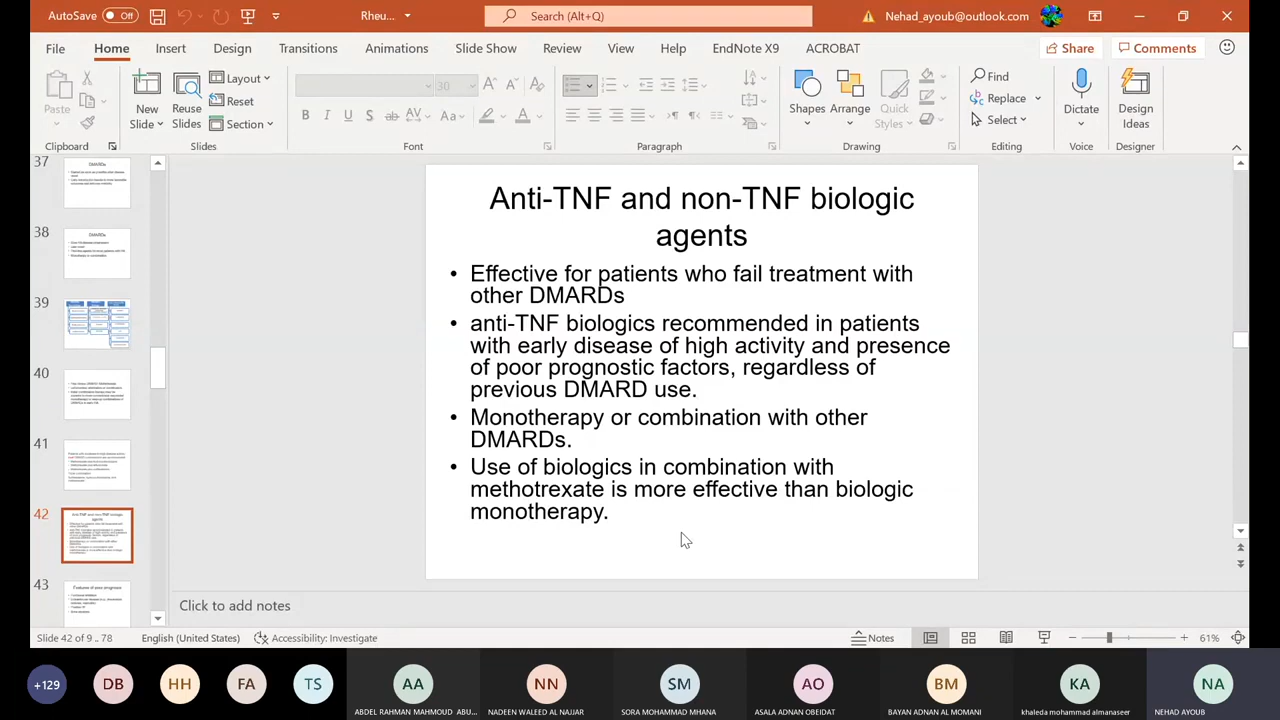 AutoSave Off Rheu... Search (Alt+Q) Nehad_ayoub@outlook.com
File Home Insert Design Transitions Animations Slide Show Review View Help EndNote X9 ACROBAT Share Comments
Paste New Slide Reuse Slides Layout Reset Section 30 Shapes Arrange Quick Styles Find Replace Select Dictate Design Ideas
Clipboard Slides Font Paragraph Drawing Editing Voice Designer
37
DMARDs
38
DMARDs
39
40
41
42
43
Features of poor prognosis
Anti-TNF and non-TNF biologic
agents
• Effective for patients who fail treatment with
other DMARDs
• anti-TNF biologics recommended in patients
with early disease of high activity and presence
of poor prognostic factors, regardless of
previous DMARD use.
• Monotherapy or combination with other
DMARDs.
• Use of biologics in combination with
methotrexate is more effective than biologic
monotherapy.
Click to add notes
Slide 42 of 9 .. 78 English (United States) Accessibility: Investigate Notes 61%
+129 DB HH FA TS AA NN SM AO BM KA NA
ABDEL RAHMAN MAHMOUD ABU... NADEEN WALEED AL NAJJAR SORA MOHAMMAD MHANA ASALA ADNAN OBEIDAT BAYAN ADNAN AL MOMANI khaleda mohammad almanaseer NEHAD AYOUB